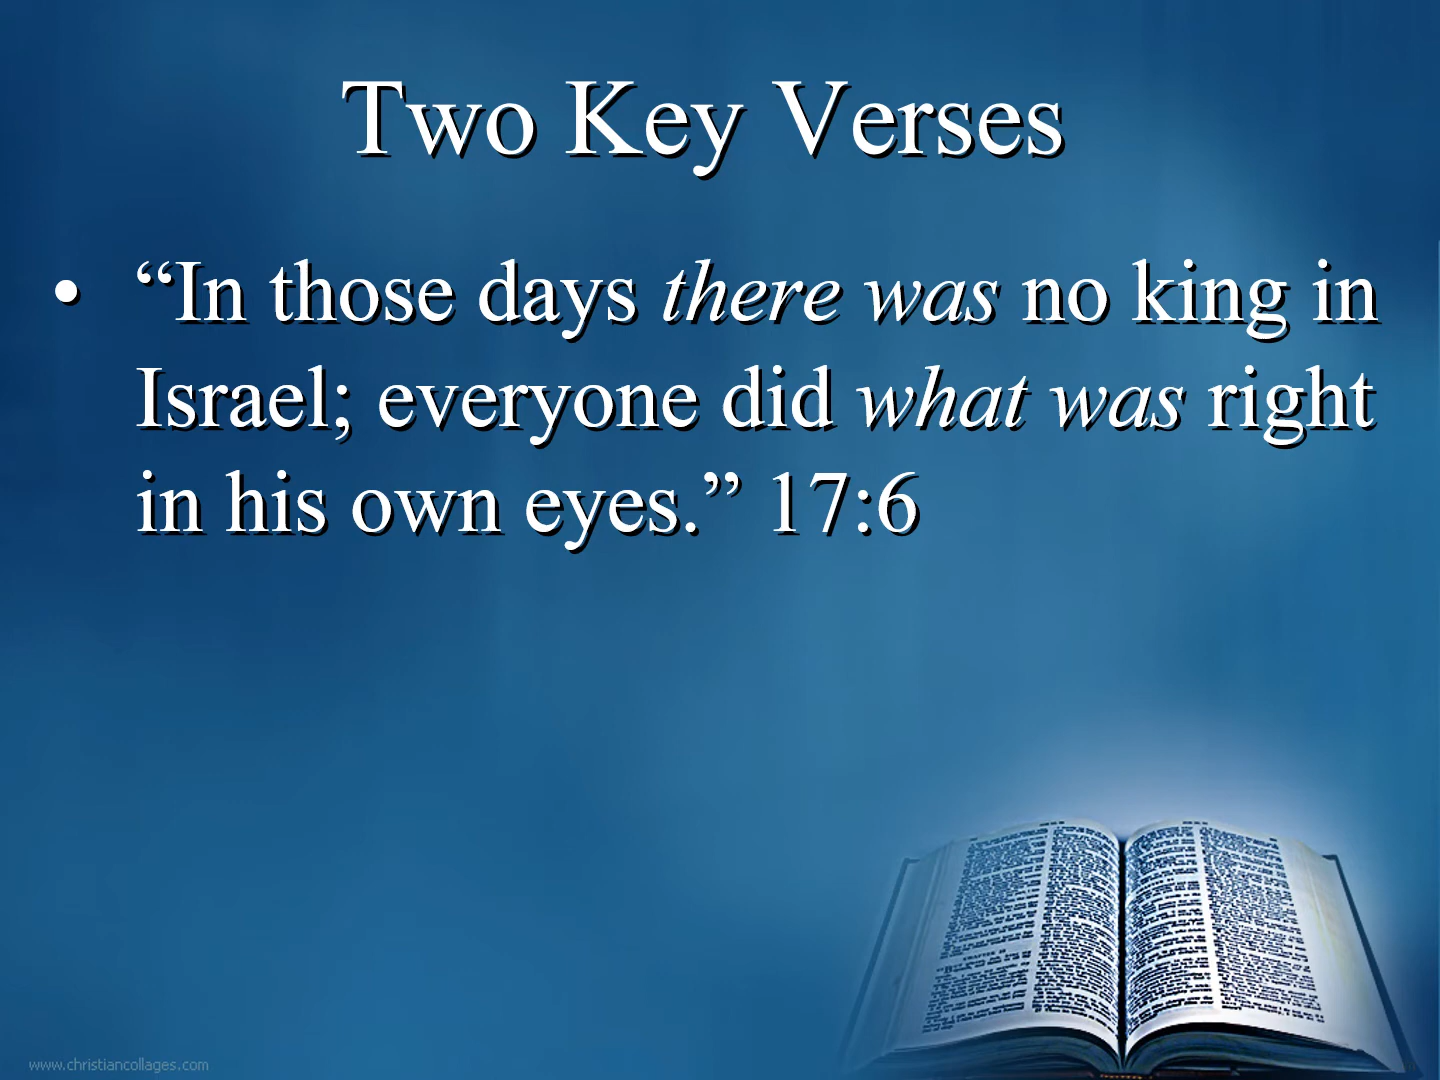 Two Key Verses
• “In those days there was no king in
Israel; everyone did what was right
in his own eyes.” 17:6
www.christiancollages.com